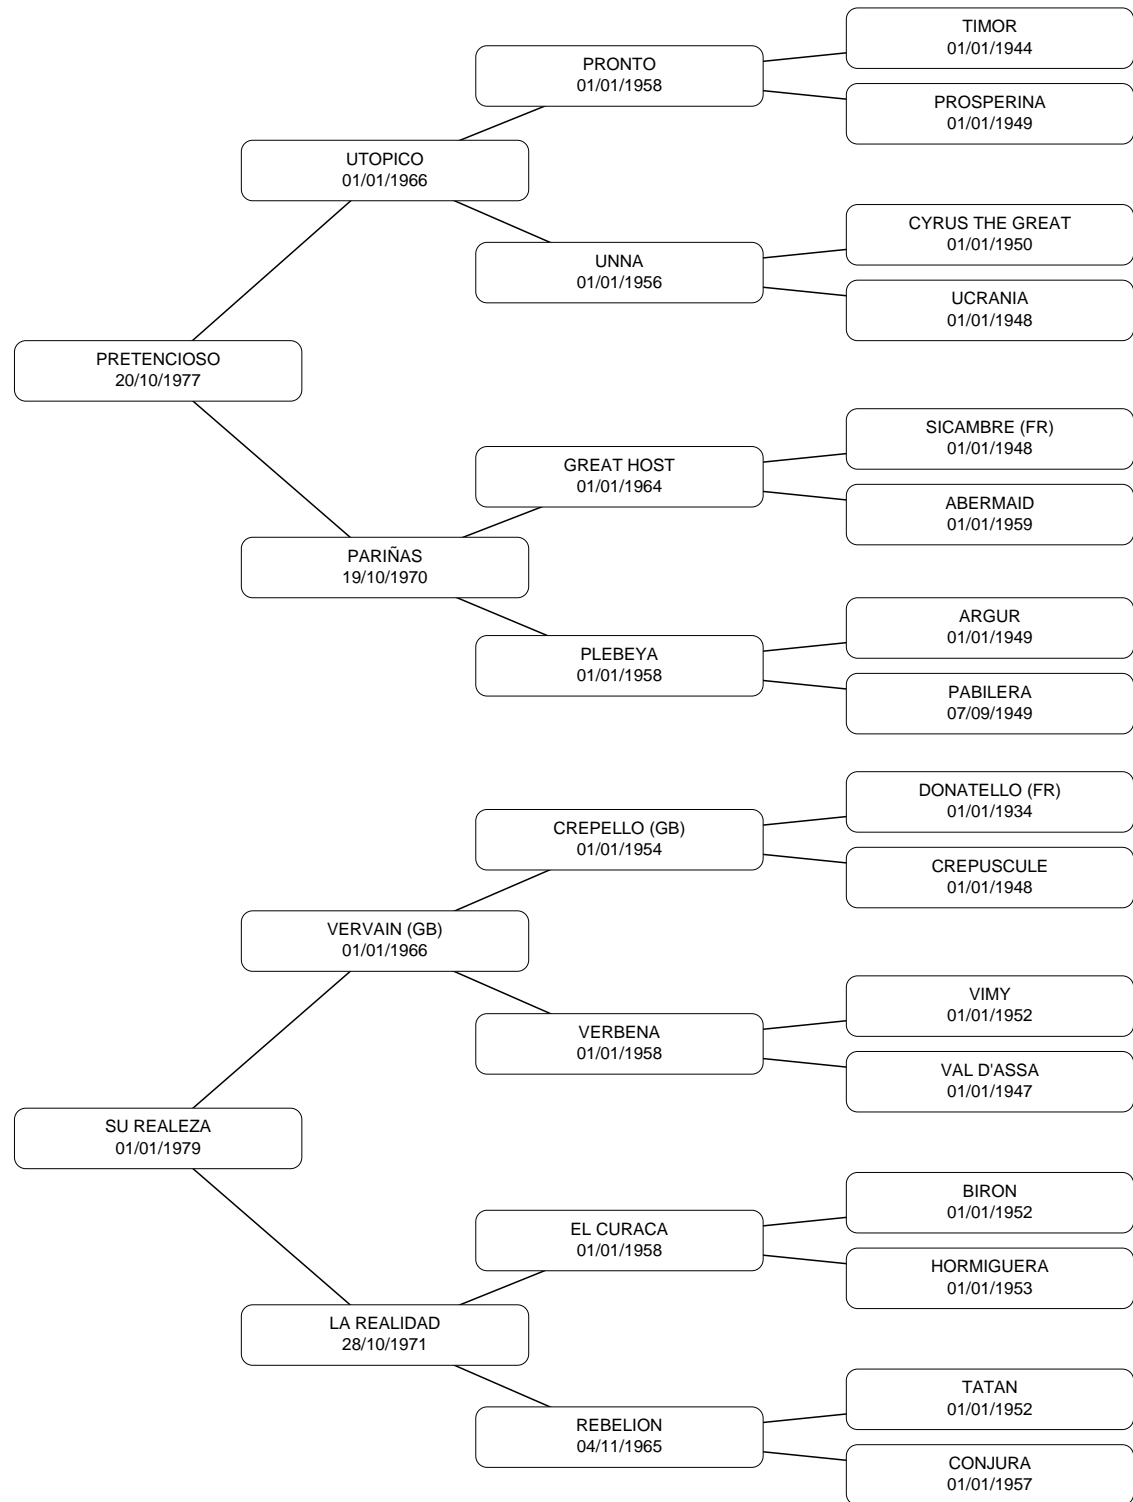 TIMOR
01/01/1944
PRONTO
01/01/1958
PROSPERINA
01/01/1949
UTOPICO
01/01/1966
CYRUS THE GREAT
01/01/1950
UNNA
01/01/1956
UCRANIA
01/01/1948
PRETENCIOSO
20/10/1977
SICAMBRE (FR)
01/01/1948
GREAT HOST
01/01/1964
ABERMAID
01/01/1959
PARIÑAS
19/10/1970
ARGUR
01/01/1949
PLEBEYA
01/01/1958
PABILERA
07/09/1949
DONATELLO (FR)
01/01/1934
CREPELLO (GB)
01/01/1954
CREPUSCULE
01/01/1948
VERVAIN (GB)
01/01/1966
VIMY
01/01/1952
VERBENA
01/01/1958
VAL D'ASSA
01/01/1947
SU REALEZA
01/01/1979
BIRON
01/01/1952
EL CURACA
01/01/1958
HORMIGUERA
01/01/1953
LA REALIDAD
28/10/1971
TATAN
01/01/1952
REBELION
04/11/1965
CONJURA
01/01/1957